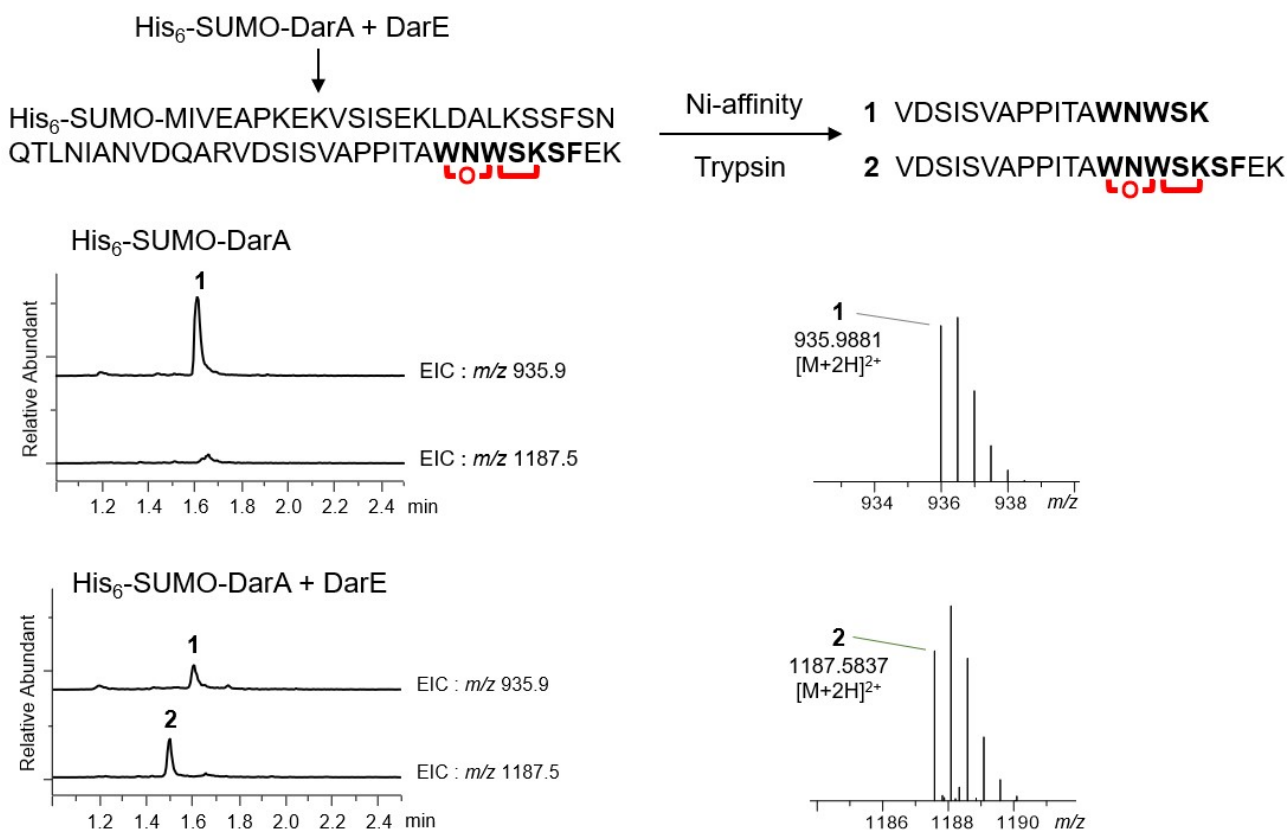 His₆-SUMO-DarA + DarE
His₆-SUMO-MIVEAPKEKVSISEKLDALKSSFSN
QTLNIANVDQARVDSISVAPPITAWNWSKSFEK
O
Ni-affinity
Trypsin
1 VDSISVAPPITAWNWSK
2 VDSISVAPPITAWNWSKSFEK
O
His₆-SUMO-DarA
Relative Abundant
1
EIC : m/z 935.9
EIC : m/z 1187.5
1.2 1.4 1.6 1.8 2.0 2.2 2.4 min
1
935.9881
[M+2H]²⁺
934 936 938 m/z
His₆-SUMO-DarA + DarE
Relative Abundant
1
EIC : m/z 935.9
2
EIC : m/z 1187.5
1.2 1.4 1.6 1.8 2.0 2.2 2.4 min
2
1187.5837
[M+2H]²⁺
1186 1188 1190 m/z